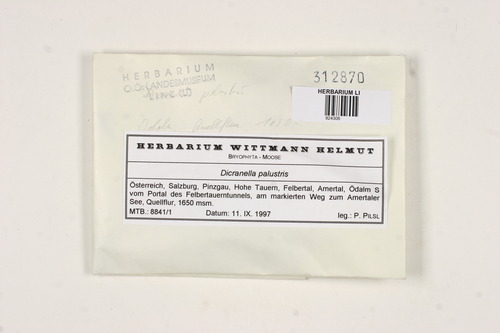 HERBARIUM
O.Ö. LANDESMUSEUM
LINZ
312870
HERBARIUM LI
HERBARIUM WITTMANN HELMUT
BRYOPHYTA - MOOSE
Dicranella palustris
Österreich, Salzburg, Pinzgau, Hohe Tauern, Felbertal, Amertal, Ödalm S
vom Portal des Felbertauerntunnels, am markierten Weg zum Amertaler
See, Quellflur, 1650 msm.
MTB.: 8841/1 Datum: 11. IX. 1997 leg.: P. PILSL